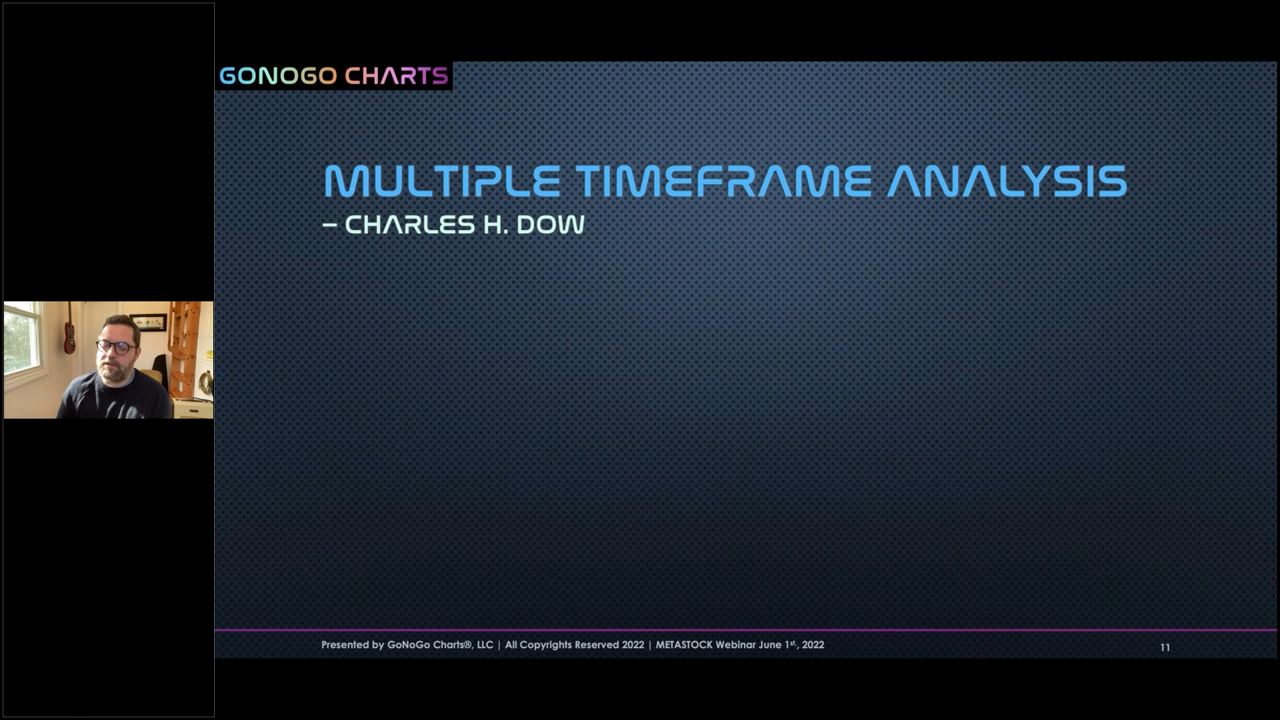 GONOGO CHARTS
MULTIPLE TIMEFRAME ANALYSIS
– CHARLES H. DOW
Presented by GoNoGo Charts®, LLC | All Copyrights Reserved 2022 | METASTOCK Webinar June 1st, 2022
11